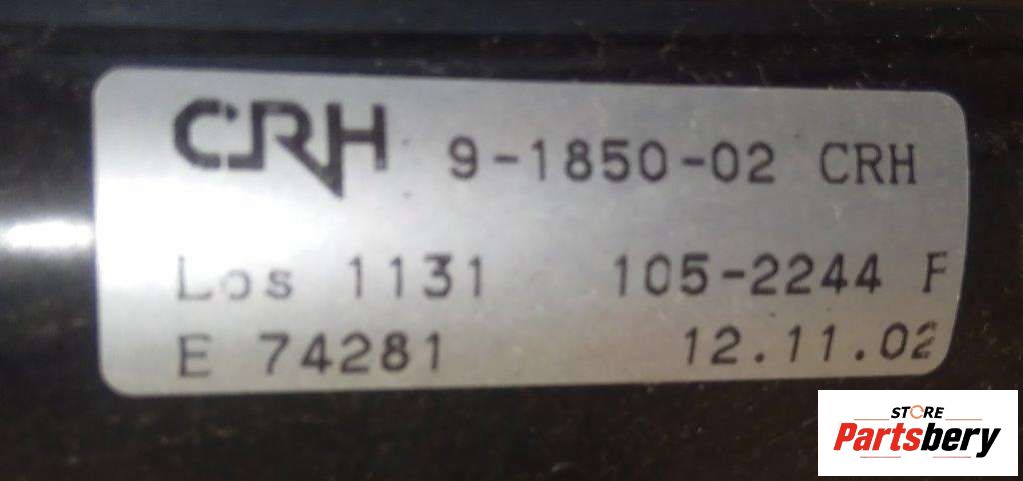 CRH 9-1850-02 CRH
Los 1131 105-2244 F
E 74281 12.11.02
STORE
Partsbery